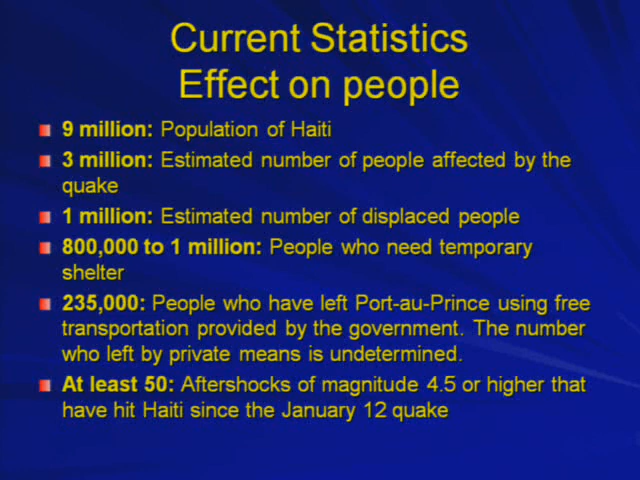 Current Statistics
Effect on people
9 million: Population of Haiti
3 million: Estimated number of people affected by the
quake
1 million: Estimated number of displaced people
800,000 to 1 million: People who need temporary
shelter
235,000: People who have left Port-au-Prince using free
transportation provided by the government. The number
who left by private means is undetermined.
At least 50: Aftershocks of magnitude 4.5 or higher that
have hit Haiti since the January 12 quake